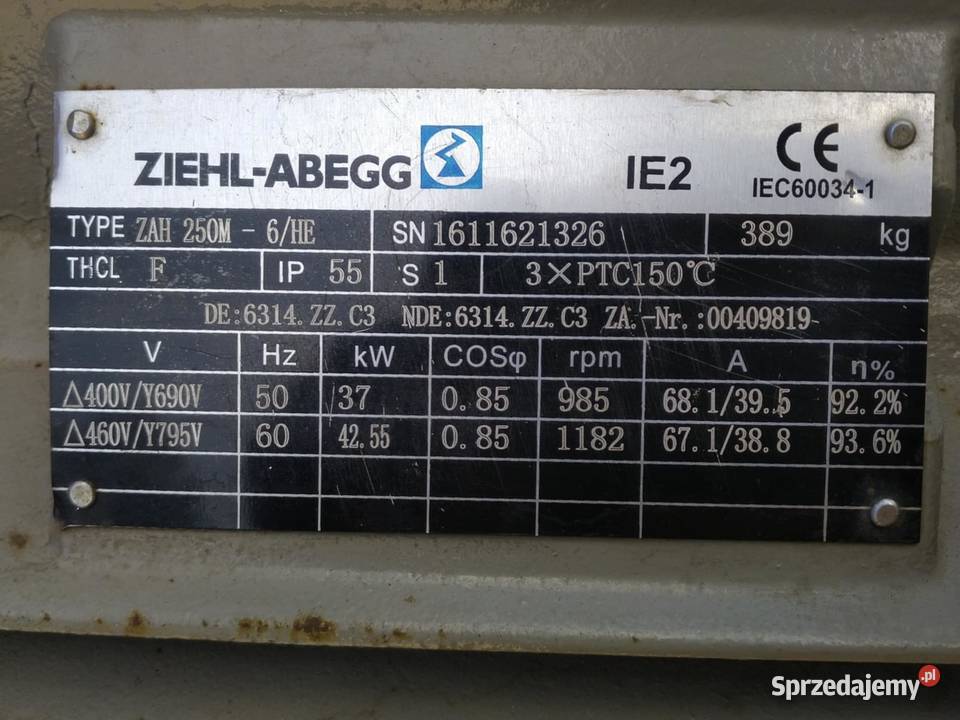 ZIEHL-ABEGG IE2 CE
IEC60034-1
TYPE ZAH 250M - 6/HE SN 1611621326 389 kg
THCL F IP 55 S 1 3×PTC150℃
DE:6314.ZZ.C3 NDE:6314.ZZ.C3 ZA.-Nr.:00409819
V Hz kW COSφ rpm A η%
△400V/Y690V 50 37 0.85 985 68.1/39.5 92.2%
△460V/Y795V 60 42.55 0.85 1182 67.1/38.8 93.6%
Sprzedajemy.pl